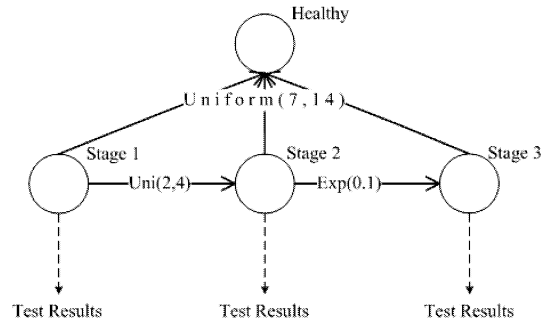 Healthy
Uniform(7,14)
Stage 1
Stage 2
Stage 3
Uni(2,4)
Exp(0.1)
Test Results
Test Results
Test Results